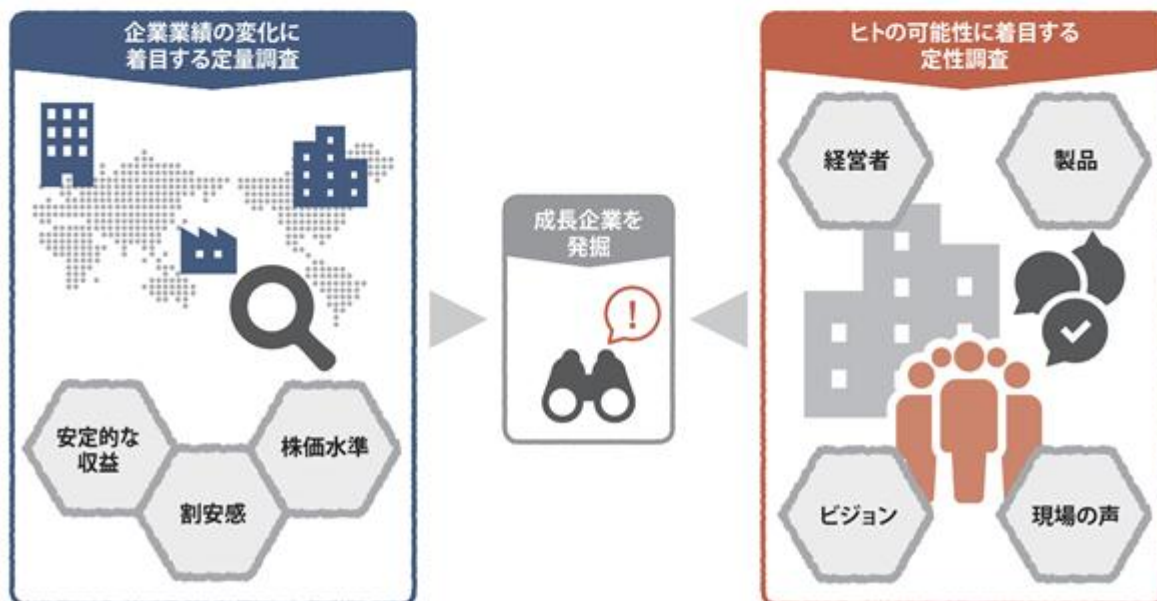 企業業績の変化に
着目する定量調査
安定的な
収益
割安感
株価水準
成長企業を
発掘
!
ヒトの可能性に着目する
定性調査
経営者
製品
ビジョン
現場の声